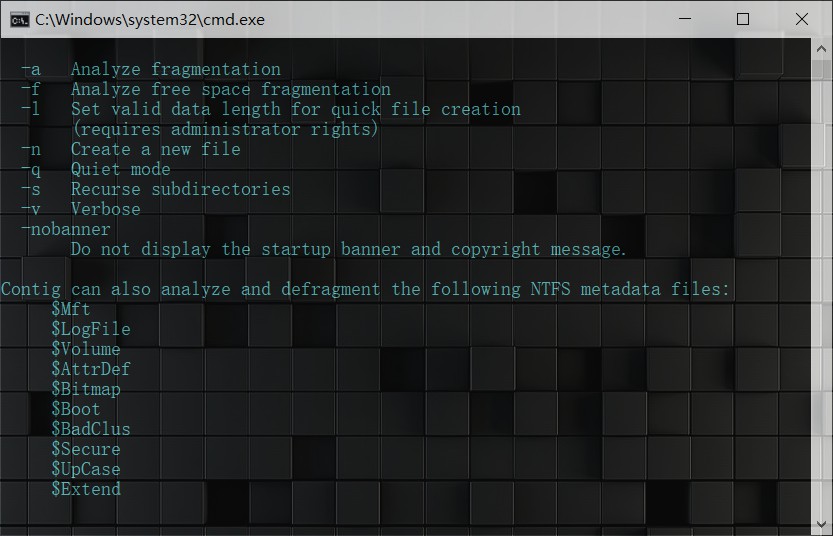 C:\Windows\system32\cmd.exe
-a   Analyze fragmentation
-f   Analyze free space fragmentation
-l   Set valid data length for quick file creation
(requires administrator rights)
-n   Create a new file
-q   Quiet mode
-s   Recurse subdirectories
-v   Verbose
-nobanner
Do not display the startup banner and copyright message.
Contig can also analyze and defragment the following NTFS metadata files:
$Mft
$LogFile
$Volume
$AttrDef
$Bitmap
$Boot
$BadClus
$Secure
$UpCase
$Extend